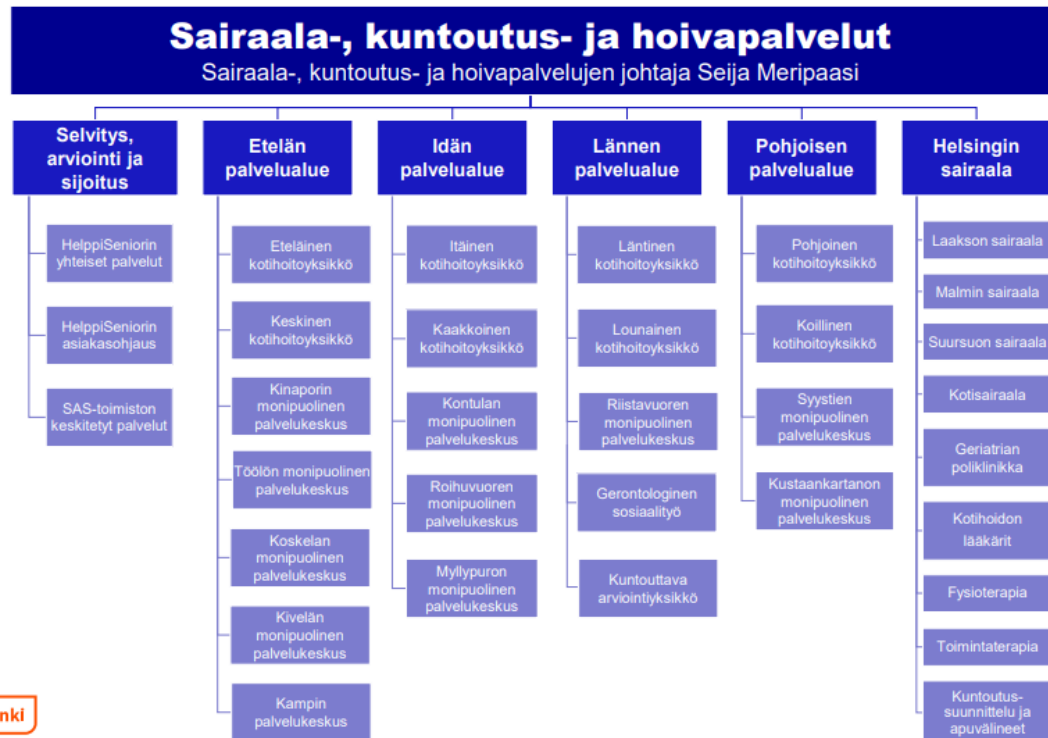 Sairaala-, kuntoutus- ja hoivapalvelut
Sairaala-, kuntoutus- ja hoivapalvelujen johtaja Seija Meripaasi
Selvitys,
arviointi ja
sijoitus
HelppiSeniorin
yhteiset palvelut
HelppiSeniorin
asiakasohjaus
SAS-toimiston
keskitetyt palvelut
Etelän
palvelualue
Eteläinen
kotihoitoyksikkö
Keskinen
kotihoitoyksikkö
Kinaporin
monipuolinen
palvelukeskus
Töölön monipuolinen
palvelukeskus
Koskelan
monipuolinen
palvelukeskus
Kivelän
monipuolinen
palvelukeskus
Kampin
palvelukeskus
Idän
palvelualue
Itäinen
kotihoitoyksikkö
Kaakkoinen
kotihoitoyksikkö
Kontulan
monipuolinen
palvelukeskus
Roihuvuoren
monipuolinen
palvelukeskus
Myllypuron
monipuolinen
palvelukeskus
Lännen
palvelualue
Läntinen
kotihoitoyksikkö
Lounainen
kotihoitoyksikkö
Riistavuoren
monipuolinen
palvelukeskus
Gerontologinen
sosiaalityö
Kuntouttava
arviointiyksikkö
Pohjoisen
palvelualue
Pohjoinen
kotihoitoyksikkö
Koillinen
kotihoitoyksikkö
Syystien
monipuolinen
palvelukeskus
Kustaankartanon
monipuolinen
palvelukeskus
Helsingin
sairaala
Laakson sairaala
Malmin sairaala
Suursuon sairaala
Kotisairaala
Geriatrian
poliklinikka
Kotihoidon
lääkärit
Fysioterapia
Toimintaterapia
Kuntoutus-
suunnittelu ja
apuvälineet
nki